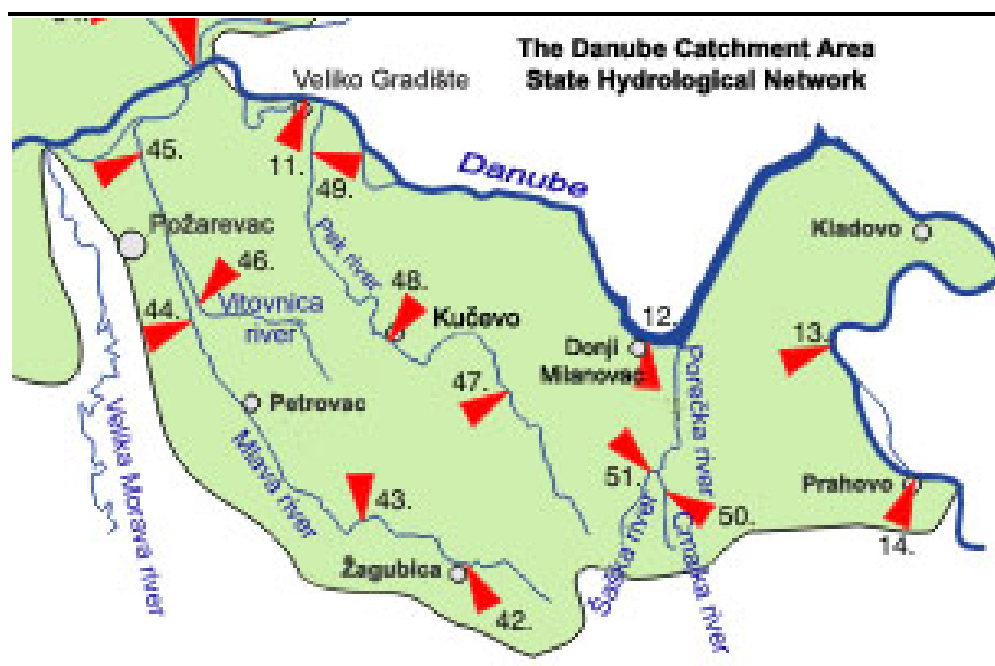 The Danube Catchment Area
State Hydrological Network
Veliko Gradište
45.
11.
49.
Danube
Požarevac
Kladovo
46.
Pek river
48.
44.
Vitovnica
river
Kučevo
12.
13.
Donji
Milanovac
Porečka river
47.
Petrovac
Velika Morava river
Mlava river
51.
Prahovo
43.
50.
14.
Žagubica
Šaška river
Crnajka river
42.